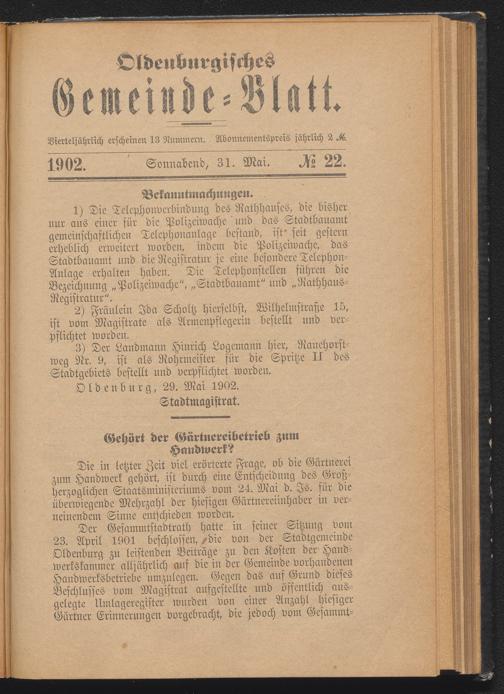 Oldenburgisches
Gemeinde-Blatt.
Vierteljährlich erscheinen 13 Nummern. Abonnementspreis jährlich 2 ℳ.
1902. Sonnabend, 31. Mai. № 22.
Bekanntmachungen.
1) Die Telephonverbindung des Rathhauses, die bisher
nur aus einer für die Polizeiwache und das Stadtbauamt
gemeinschaftlichen Telephonanlage bestand, ist seit gestern
erheblich erweitert worden, indem die Polizeiwache, das
Stadtbauamt und die Registratur je eine besondere Telephon-
Anlage erhalten haben. Die Telephonstellen führen die
Bezeichnung „Polizeiwache“, „Stadtbauamt“ und „Rathhaus-
Registratur“.
2) Fräulein Ida Scholtz hierselbst, Wilhelmstraße 15,
ist vom Magistrate als Armenpflegerin bestellt und ver-
pflichtet worden.
3) Der Landmann Hinrich Logemann hier, Rauehorst-
weg Nr. 9, ist als Rohrmeister für die Spritze II des
Stadtgebiets bestellt und verpflichtet worden.
Oldenburg, 29. Mai 1902.
Stadtmagistrat.
Gehört der Gärtnereibetrieb zum
Handwerk?
Die in letzter Zeit viel erörterte Frage, ob die Gärtnerei
zum Handwerk gehört, ist durch eine Entscheidung des Groß-
herzoglichen Staatsministeriums vom 24. Mai d. Js. für die
überwiegende Mehrzahl der hiesigen Gärtnereiinhaber in ver-
neinendem Sinne entschieden worden.
Der Gesammtstadtrath hatte in seiner Sitzung vom
23. April 1901 beschlossen, die von der Stadtgemeinde
Oldenburg zu leistenden Beiträge zu den Kosten der Hand-
werkskammer alljährlich auf die in der Gemeinde vorhandenen
Handwerksbetriebe umzulegen. Gegen das auf Grund dieses
Beschlusses vom Magistrat aufgestellte und öffentlich aus-
gelegte Umlageregister wurden von einer Anzahl hiesiger
Gärtner Erinnerungen vorgebracht, die jedoch vom Gesammt-